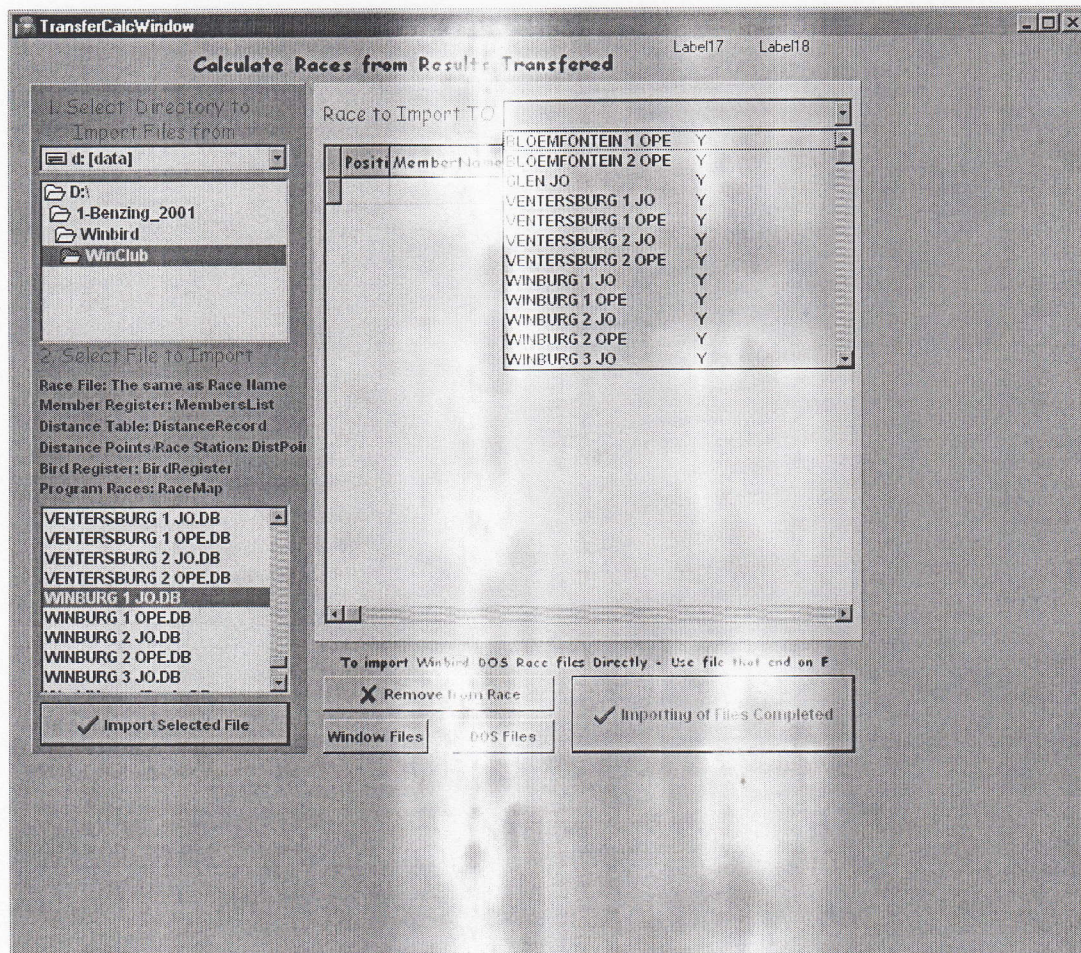 TransferCalcWindow
Label17 Label18
Calculate Races from Results Transfered
1. Select Directory to
Import Files from
d: [data]
D:\
1-Benzing_2001
Winbird
WinClub
2. Select File to Import
Race File: The same as Race Name
Member Register: MembersList
Distance Table: DistanceRecord
Distance Points/Race Station: DistPoin
Bird Register: BirdRegister
Program Races: RaceMap
VENTERSBURG 1 JO.DB
VENTERSBURG 1 OPE.DB
VENTERSBURG 2 JO.DB
VENTERSBURG 2 OPE.DB
WINBURG 1 JO.DB
WINBURG 1 OPE.DB
WINBURG 2 JO.DB
WINBURG 2 OPE.DB
WINBURG 3 JO.DB
Import Selected File
Race to Import TO
Positi MemberName
BLOEMFONTEIN 1 OPE Y
BLOEMFONTEIN 2 OPE Y
GLEN JO Y
VENTERSBURG 1 JO Y
VENTERSBURG 1 OPE Y
VENTERSBURG 2 JO Y
VENTERSBURG 2 OPE Y
WINBURG 1 JO Y
WINBURG 1 OPE Y
WINBURG 2 JO Y
WINBURG 2 OPE Y
WINBURG 3 JO Y
To import Winbird DOS Race files Directly - Use file that end on F
Remove from Race
Window Files
DOS Files
Importing of Files Completed